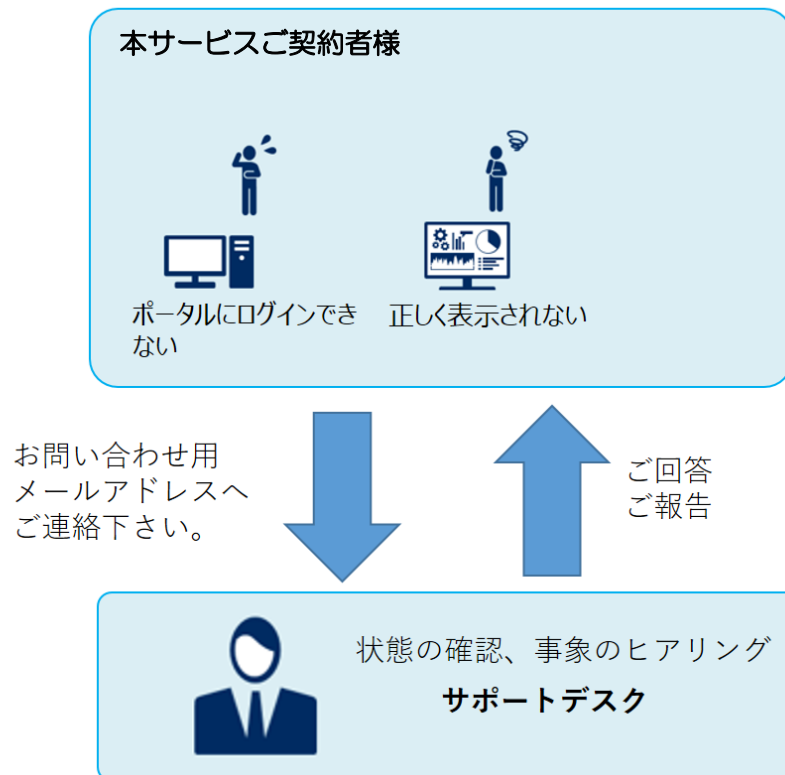 本サービスご契約者様
ポータルにログインでき
ない
正しく表示されない
お問い合わせ用
メールアドレスへ
ご連絡下さい。
ご回答
ご報告
状態の確認、事象のヒアリング
サポートデスク